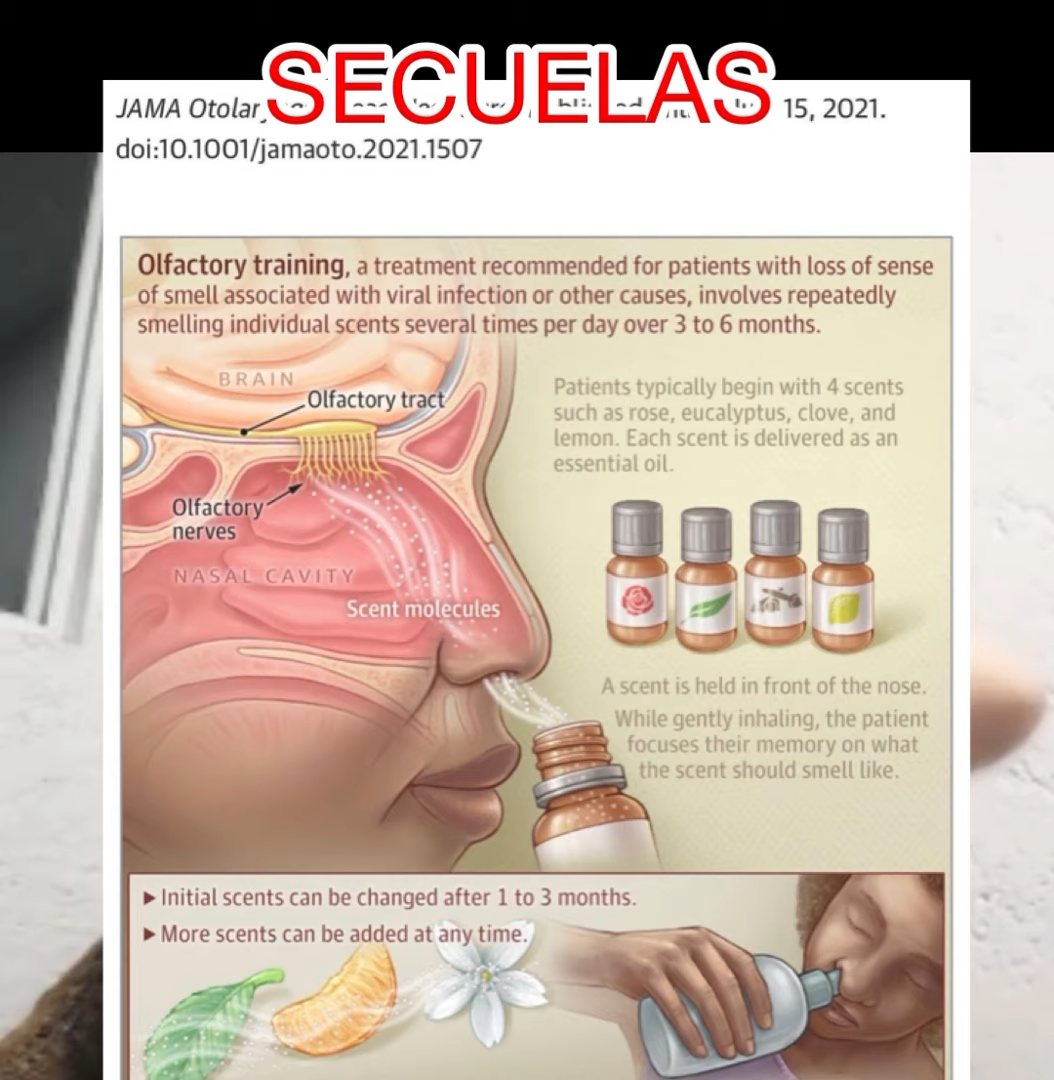 SECUELAS
JAMA 15, 2021.
doi:10.1001/jamaoto.2021.1507
Olfactory training, a treatment recommended for patients with loss of sense
of smell associated with viral infection or other causes, involves repeatedly
smelling individual scents several times per day over 3 to 6 months.
BRAIN
Olfactory tract
Patients typically begin with 4 scents
such as rose, eucalyptus, clove, and
lemon. Each scent is delivered as an
essential oil.
Olfactory
nerves
NASAL CAVITY
Scent molecules
A scent is held in front of the nose.
While gently inhaling, the patient
focuses their memory on what
the scent should smell like.
▸ Initial scents can be changed after 1 to 3 months.
▸ More scents can be added at any time.